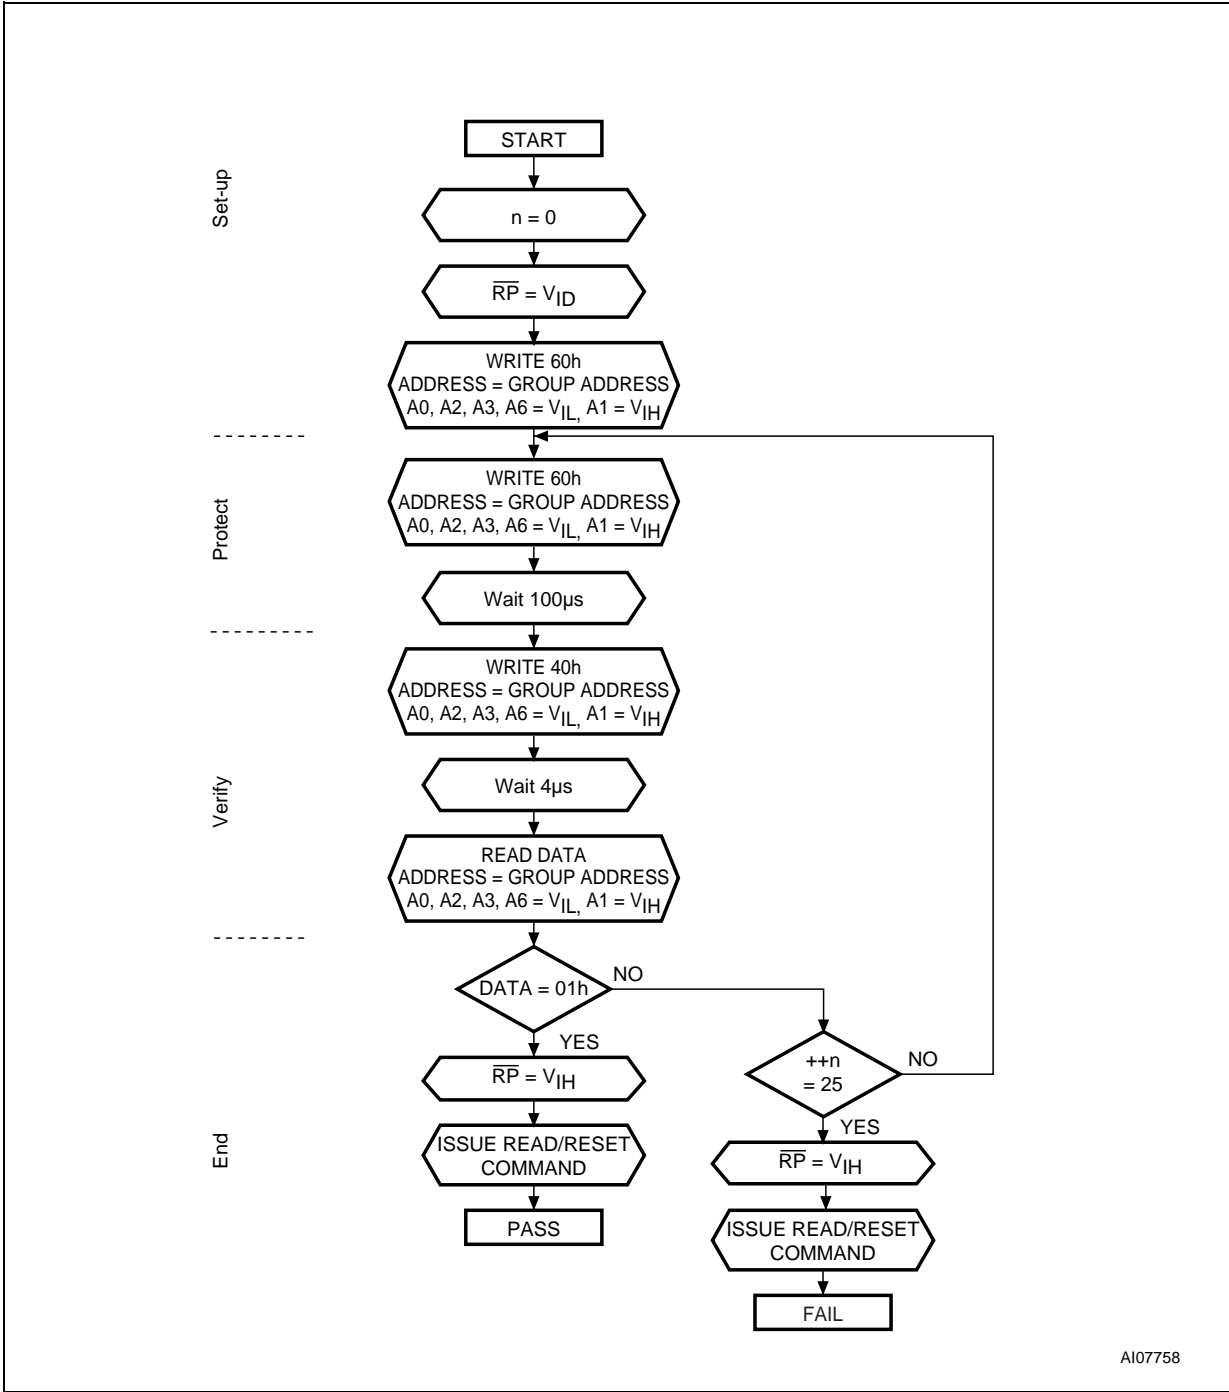 START
Set-up
n = 0
R̅P̅ = VID
WRITE 60h
ADDRESS = GROUP ADDRESS
A0, A2, A3, A6 = VIL, A1 = VIH
Protect
WRITE 60h
ADDRESS = GROUP ADDRESS
A0, A2, A3, A6 = VIL, A1 = VIH
Wait 100µs
Verify
WRITE 40h
ADDRESS = GROUP ADDRESS
A0, A2, A3, A6 = VIL, A1 = VIH
Wait 4µs
READ DATA
ADDRESS = GROUP ADDRESS
A0, A2, A3, A6 = VIL, A1 = VIH
DATA = 01h
NO
YES
++n
= 25
NO
YES
End
R̅P̅ = VIH
ISSUE READ/RESET
COMMAND
PASS
R̅P̅ = VIH
ISSUE READ/RESET
COMMAND
FAIL
AI07758